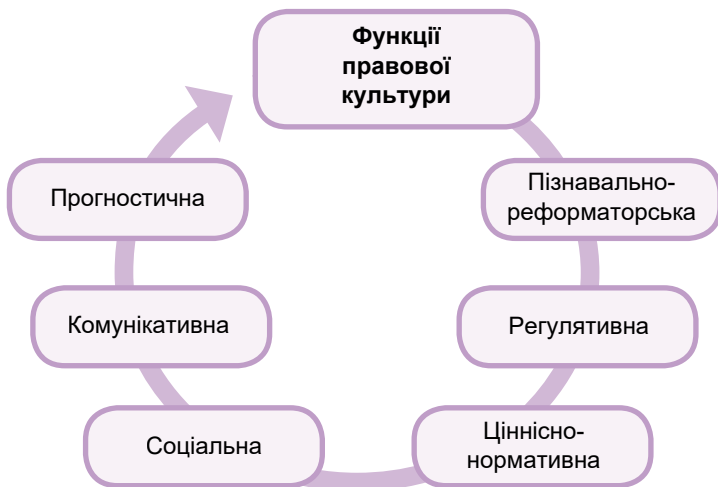 Функції
правової
культури
Пізнавально-
реформаторська
Регулятивна
Ціннісно-
нормативна
Соціальна
Комунікативна
Прогностична